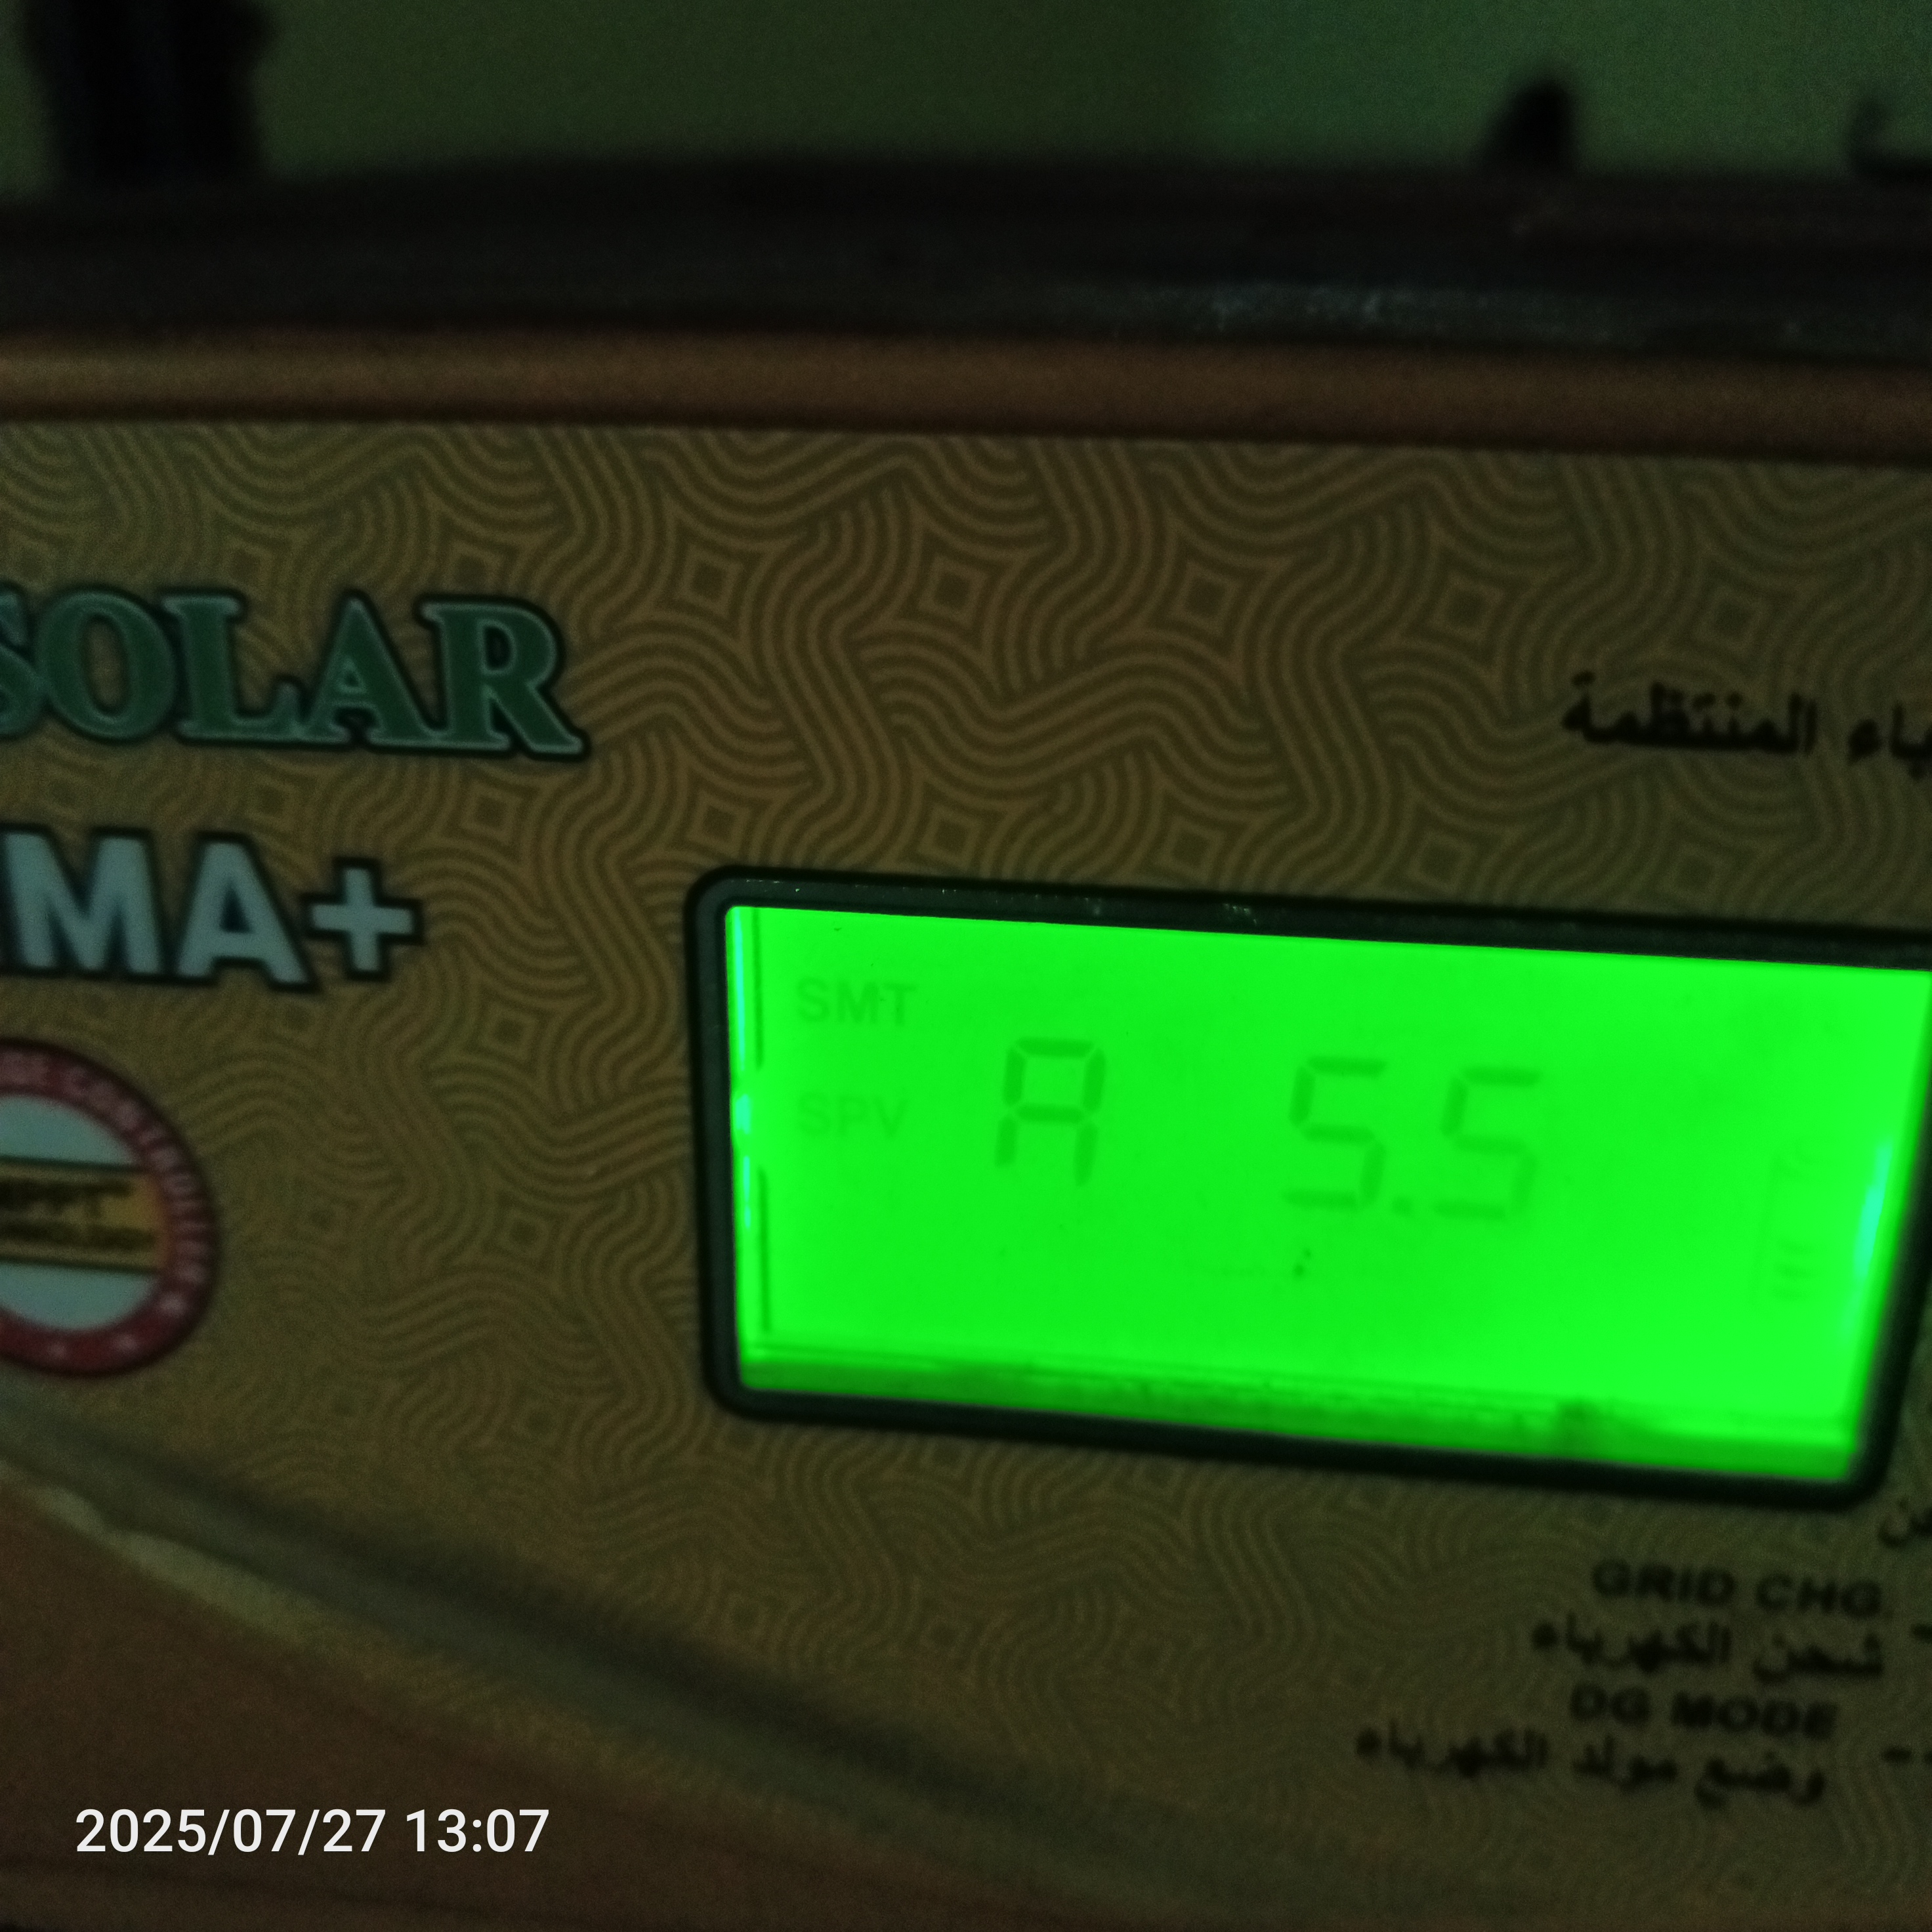 SOLAR
المنتظمة
MA+
SMT
A 5.5
SPV
GRID CHG.
شحن الكهرباء
DG MODE
وضع مولد الكهرباء
2025/07/27 13:07